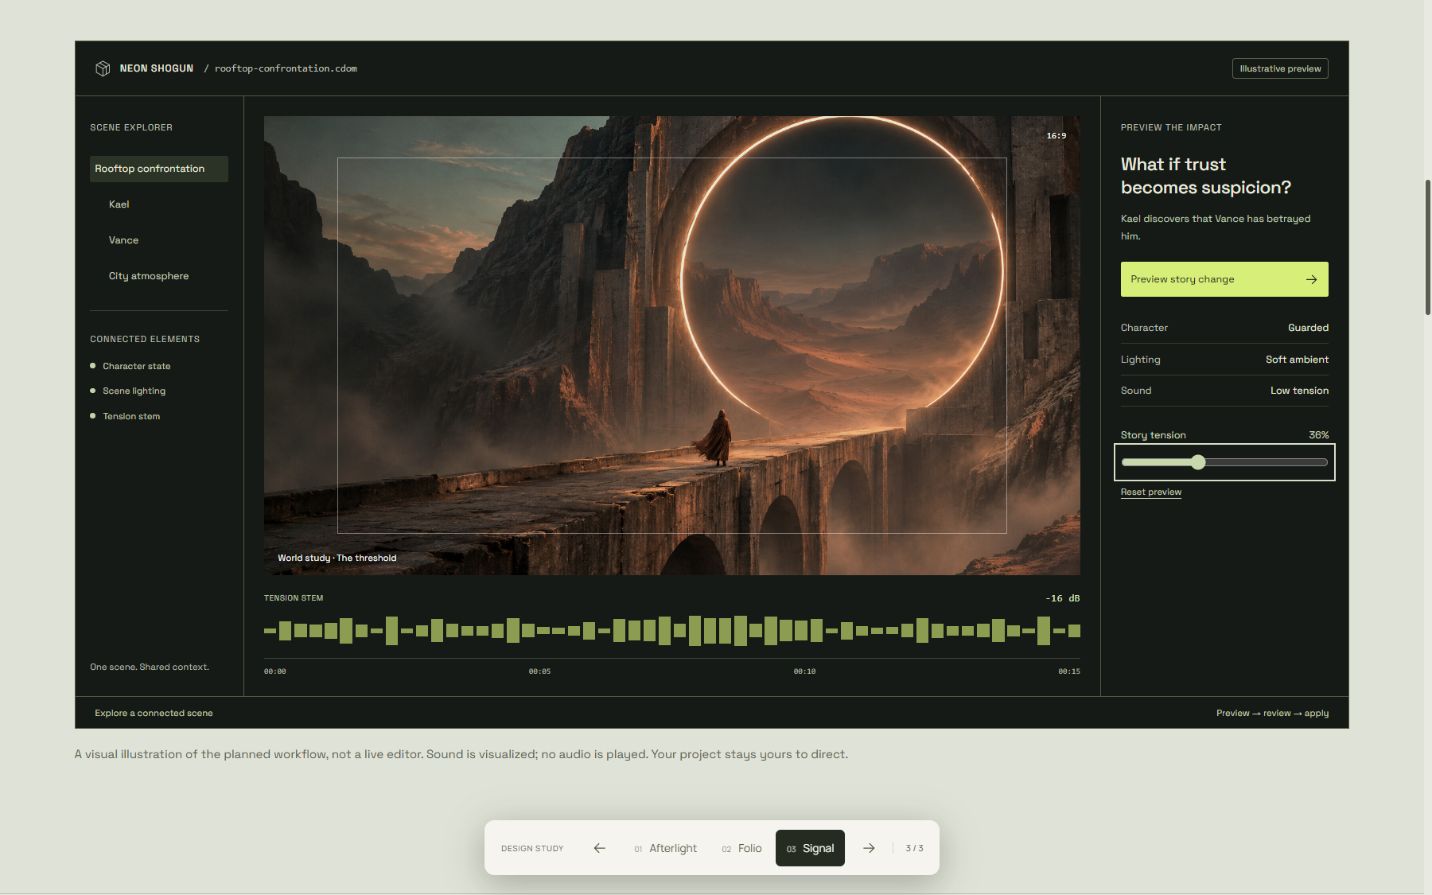 NEON SHOGUN / rooftop-confrontation.cdom
Illustrative preview
SCENE EXPLORER
Rooftop confrontation
Kael
Vance
City atmosphere
CONNECTED ELEMENTS
Character state
Scene lighting
Tension stem
One scene. Shared context.
16:9
World study · The threshold
TENSION STEM
-16 dB
00:00
00:05
00:10
00:15
PREVIEW THE IMPACT
What if trust
becomes suspicion?
Kael discovers that Vance has betrayed
him.
Preview story change →
Character Guarded
Lighting Soft ambient
Sound Low tension
Story tension 36%
Reset preview
Explore a connected scene
Preview → review → apply
A visual illustration of the planned workflow, not a live editor. Sound is visualized; no audio is played. Your project stays yours to direct.
DESIGN STUDY ← 01 Afterlight 02 Folio 03 Signal → 3 / 3